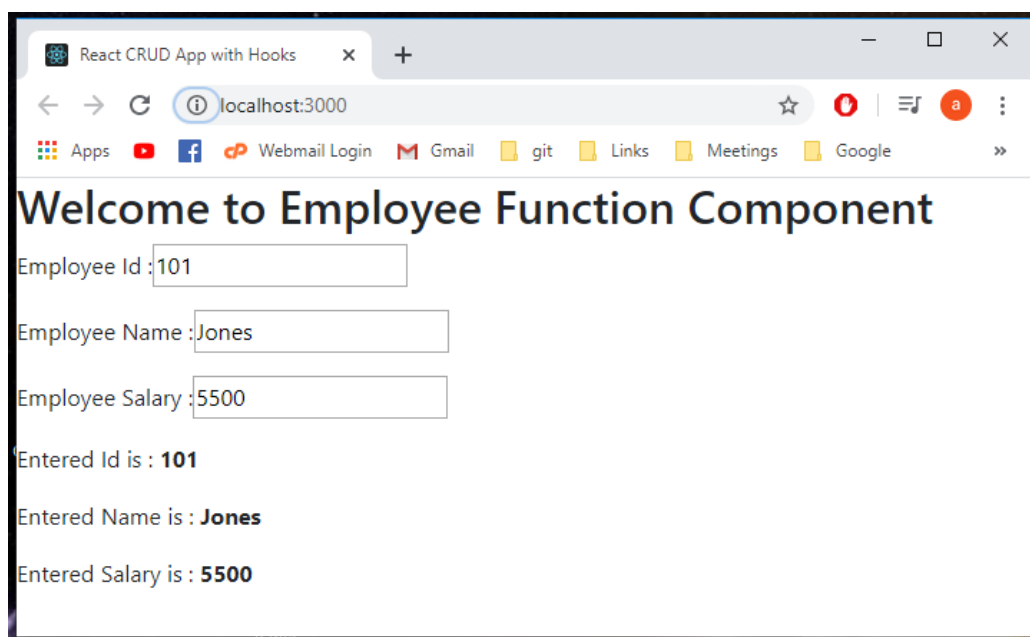 React CRUD App with Hooks
localhost:3000
a
Apps
cP Webmail Login
M Gmail
git
Links
Meetings
Google
Welcome to Employee Function Component
Employee Id :101
Employee Name :Jones
Employee Salary :5500
Entered Id is : 101
Entered Name is : Jones
Entered Salary is : 5500